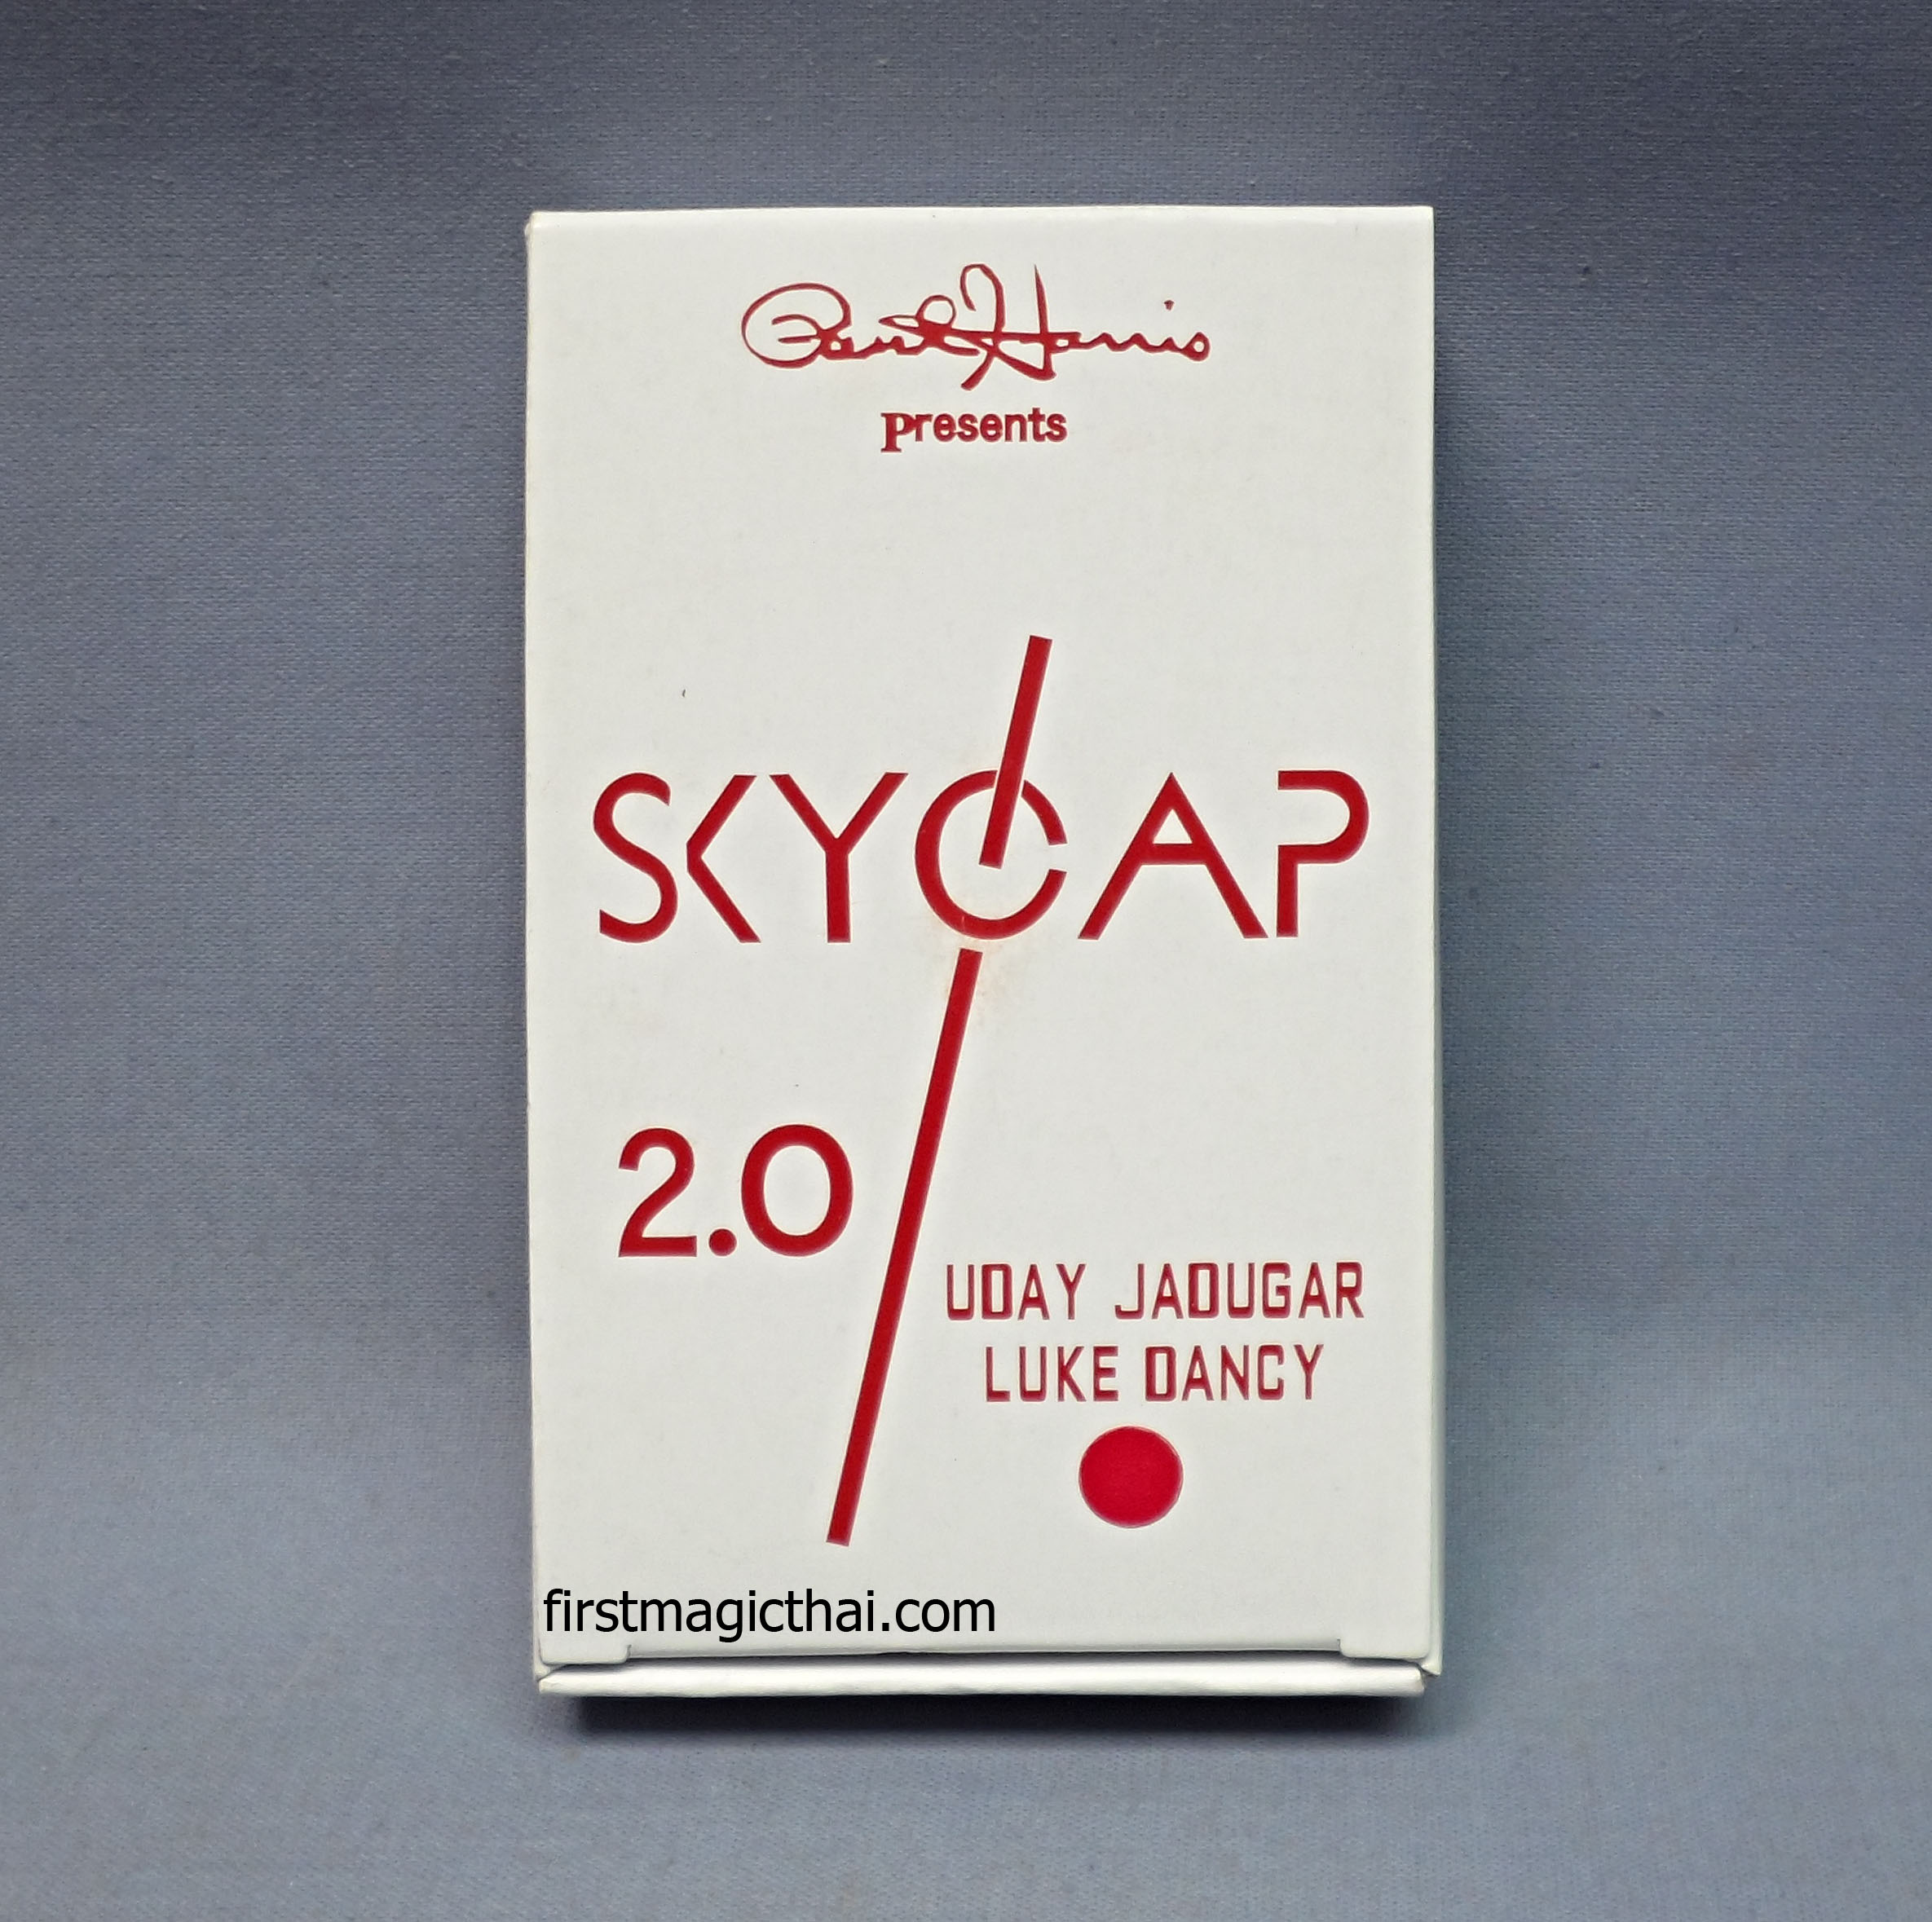 Paul Harris
presents
SKYCAP
2.0
UDAY JADUGAR
LUKE DANCY
firstmagicthai.com